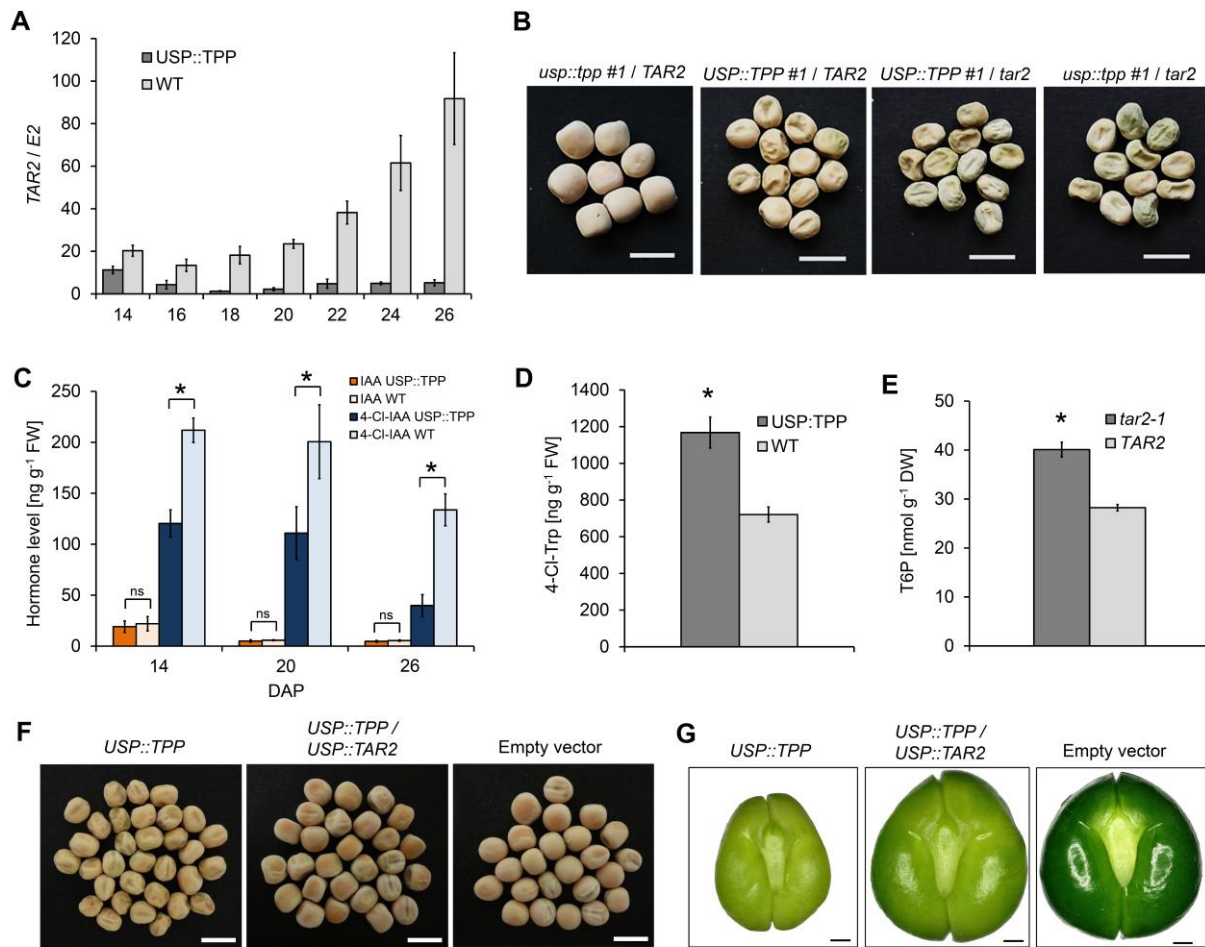 A
TAR2 / E2
120
100
80
60
40
20
0
USP::TPP
WT
14 16 18 20 22 24 26
B
usp::tpp #1 / TAR2
USP::TPP #1 / TAR2
USP::TPP #1 / tar2
usp::tpp #1 / tar2
C
Hormone level [ng g-1 FW]
250
200
150
100
50
0
IAA USP::TPP
IAA WT
4-Cl-IAA USP::TPP
4-Cl-IAA WT
* * *
ns ns ns
14 20 26
DAP
D
4-Cl-Trp [ng g-1 FW]
1400
1200
1000
800
600
400
200
0
*
USP:TPP
WT
E
T6P [nmol g-1 DW]
50
40
30
20
10
0
*
tar2-1
TAR2
F
USP::TPP
USP::TPP /
USP::TAR2
Empty vector
G
USP::TPP
USP::TPP /
USP::TAR2
Empty vector